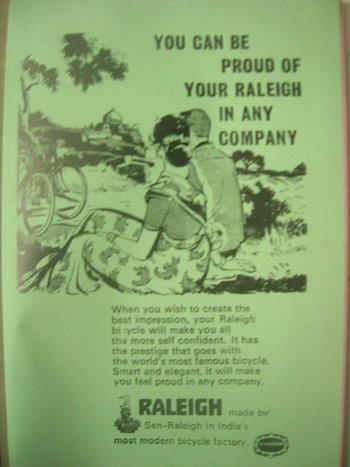 YOU CAN BE
PROUD OF
YOUR RALEIGH
IN ANY
COMPANY
When you wish to create the
best impression, your Raleigh
bicycle will make you all
the more self confident. It has
the prestige that goes with
the world's most famous bicycle.
Smart and elegant, it will make
you feel proud in any company.
RALEIGH made by
Sen-Raleigh in India's
most modern bicycle factory.